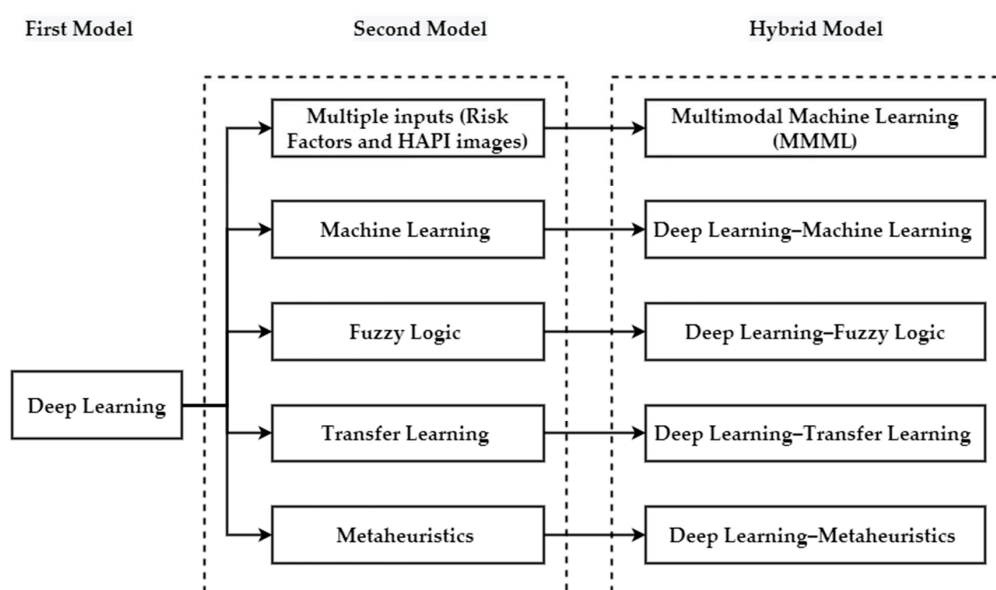 First Model
Second Model
Hybrid Model
Multiple inputs (Risk
Factors and HAPI images)
Multimodal Machine Learning
(MMML)
Machine Learning
Deep Learning–Machine Learning
Fuzzy Logic
Deep Learning–Fuzzy Logic
Deep Learning
Transfer Learning
Deep Learning–Transfer Learning
Metaheuristics
Deep Learning–Metaheuristics